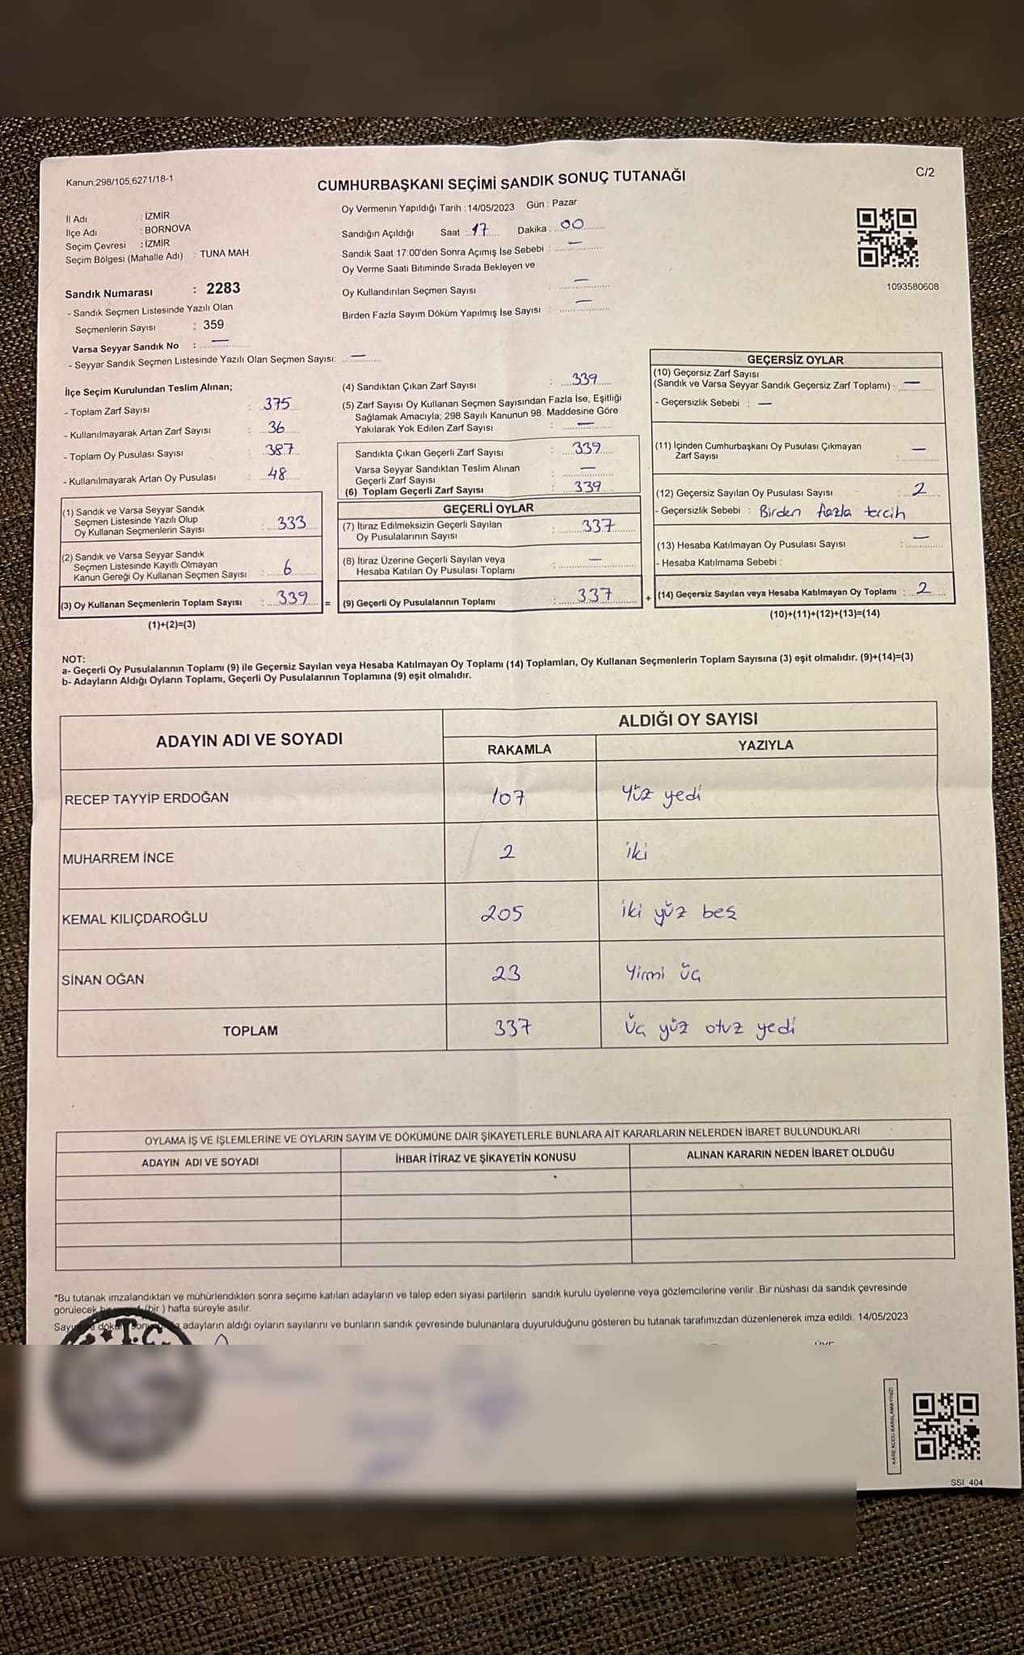 Kanun:298/105,6271/18-1
CUMHURBAŞKANI SEÇİMİ SANDIK SONUÇ TUTANAĞI
C/2
İl Adı : İZMİR
İlçe Adı : BORNOVA
Seçim Çevresi : İZMİR
Seçim Bölgesi (Mahalle Adı) TUNA MAH
Sandık Numarası : 2283
- Sandık Seçmen Listesinde Yazılı Olan
Seçmenlerin Sayısı : 359
Varsa Seyyar Sandık No : —
- Seyyar Sandık Seçmen Listesinde Yazılı Olan Seçmen Sayısı: —
Oy Vermenin Yapıldığı Tarih : 14/05/2023 Gün : Pazar
Sandığın Açıldığı Saat : 17 Dakika : 00
Sandık Saat 17:00'den Sonra Açımış İse Sebebi : —
Oy Verme Saati Bitiminde Sırada Bekleyen ve
Oy Kullandırılan Seçmen Sayısı : —
Birden Fazla Sayım Döküm Yapılmış İse Sayısı : —
1093580608
İlçe Seçim Kurulundan Teslim Alınan;
- Toplam Zarf Sayısı : 375
- Kullanılmayarak Artan Zarf Sayısı : 36
- Toplam Oy Pusulası Sayısı : 387
- Kullanılmayarak Artan Oy Pusulası : 48
(1) Sandık ve Varsa Seyyar Sandık
Seçmen Listesinde Yazılı Olup
Oy Kullanan Seçmenlerin Sayısı : 333
(2) Sandık ve Varsa Seyyar Sandık
Seçmen Listesinde Kayıtlı Olmayan
Kanun Gereği Oy Kullanan Seçmen Sayısı : 6
(3) Oy Kullanan Seçmenlerin Toplam Sayısı : 339 =
(1)+(2)=(3)
(4) Sandıktan Çıkan Zarf Sayısı : 339
(5) Zarf Sayısı Oy Kullanan Seçmen Sayısından Fazla İse, Eşitliği
Sağlamak Amacıyla, 298 Sayılı Kanunun 98. Maddesine Göre
Yakılarak Yok Edilen Zarf Sayısı : —
Sandıkta Çıkan Geçerli Zarf Sayısı : 339
Varsa Seyyar Sandıktan Teslim Alınan
Geçerli Zarf Sayısı : —
(6) Toplam Geçerli Zarf Sayısı : 339
GEÇERLİ OYLAR
(7) İtiraz Edilmeksizin Geçerli Sayılan
Oy Pusulalarının Sayısı : 337
(8) İtiraz Üzerine Geçerli Sayılan veya
Hesaba Katılan Oy Pusulası Toplamı : —
(9) Geçerli Oy Pusulalarının Toplamı : 337 +
GEÇERSİZ OYLAR
(10) Geçersiz Zarf Sayısı
(Sandık ve Varsa Seyyar Sandık Geçersiz Zarf Toplamı) : —
- Geçersizlik Sebebi : —
(11) İçinden Cumhurbaşkanı Oy Pusulası Çıkmayan
Zarf Sayısı : —
(12) Geçersiz Sayılan Oy Pusulası Sayısı : 2
- Geçersizlik Sebebi : Birden fazla tercih
(13) Hesaba Katılmayan Oy Pusulası Sayısı : —
- Hesaba Katılmama Sebebi :
(14) Geçersiz Sayılan veya Hesaba Katılmayan Oy Toplamı : 2
(10)+(11)+(12)+(13)=(14)
NOT:
a- Geçerli Oy Pusulalarının Toplamı (9) ile Geçersiz Sayılan veya Hesaba Katılmayan Oy Toplamı (14) Toplamları, Oy Kullanan Seçmenlerin Toplam Sayısına (3) eşit olmalıdır. (9)+(14)=(3)
b- Adayların Aldığı Oyların Toplamı, Geçerli Oy Pusulalarının Toplamına (9) eşit olmalıdır.
ADAYIN ADI VE SOYADI
ALDIĞI OY SAYISI
RAKAMLA YAZIYLA
RECEP TAYYİP ERDOĞAN 107 Yüz yedi
MUHARREM İNCE 2 iki
KEMAL KILIÇDAROĞLU 205 iki yüz beş
SİNAN OĞAN 23 Yirmi üç
TOPLAM 337 Üç yüz otuz yedi
OYLAMA İŞ VE İŞLEMLERİNE VE OYLARIN SAYIM VE DÖKÜMÜNE DAİR ŞİKAYETLERLE BUNLARA AİT KARARLARIN NELERDEN İBARET BULUNDUKLARI
ADAYIN ADI VE SOYADI İHBAR İTİRAZ VE ŞİKAYETİN KONUSU ALINAN KARARIN NEDEN İBARET OLDUĞU
*Bu tutanak imzalandıktan ve mühürlendikten sonra seçime katılan adayların ve talep eden siyasi partilerin sandık kurulu üyelerine veya gözlemcilerine verilir. Bir nüshası da sandık çevresinde
görülecek (bir) hafta süreyle asılır.
adayların aldığı oyların sayılarını ve bunların sandık çevresinde bulunanlara duyurulduğunu gösteren bu tutanak tarafımızdan düzenlenerek imza edildi. 14/05/2023
T.C.
KARE KODU KARALAMAYINIZ
SSI_404